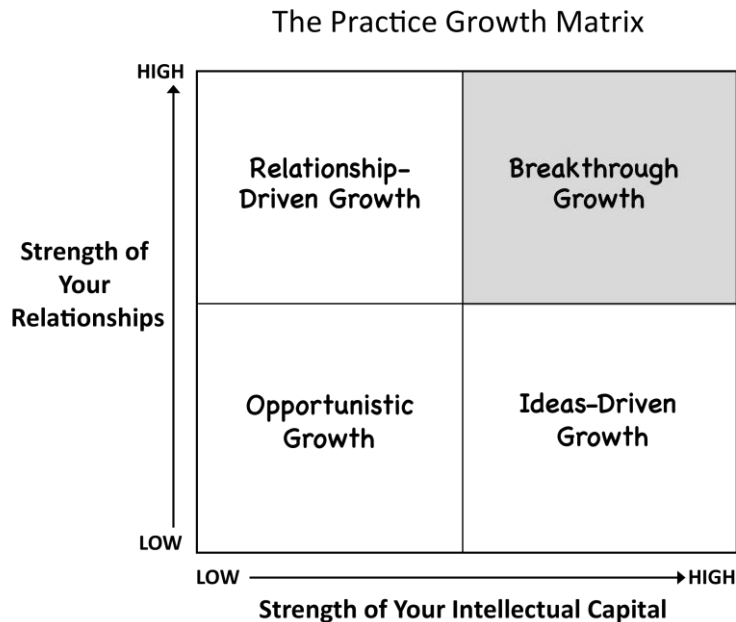 The Practice Growth Matrix
HIGH
Relationship-
Driven Growth
Breakthrough
Growth
Strength of
Your
Relationships
Opportunistic
Growth
Ideas-Driven
Growth
LOW
LOW
HIGH
Strength of Your Intellectual Capital